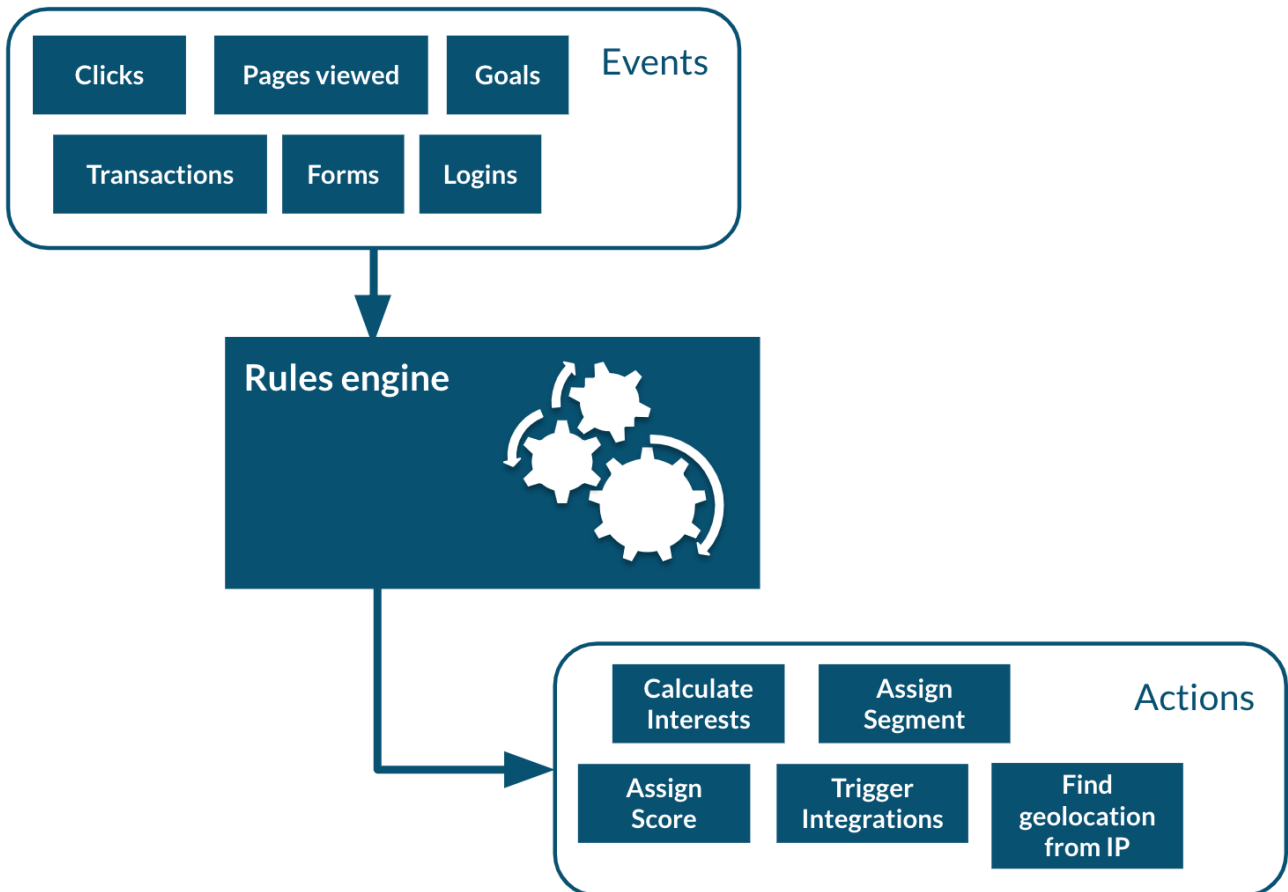 Events
Clicks
Pages viewed
Goals
Transactions
Forms
Logins
Rules engine
Actions
Calculate
Interests
Assign
Segment
Assign
Score
Trigger
Integrations
Find
geolocation
from IP